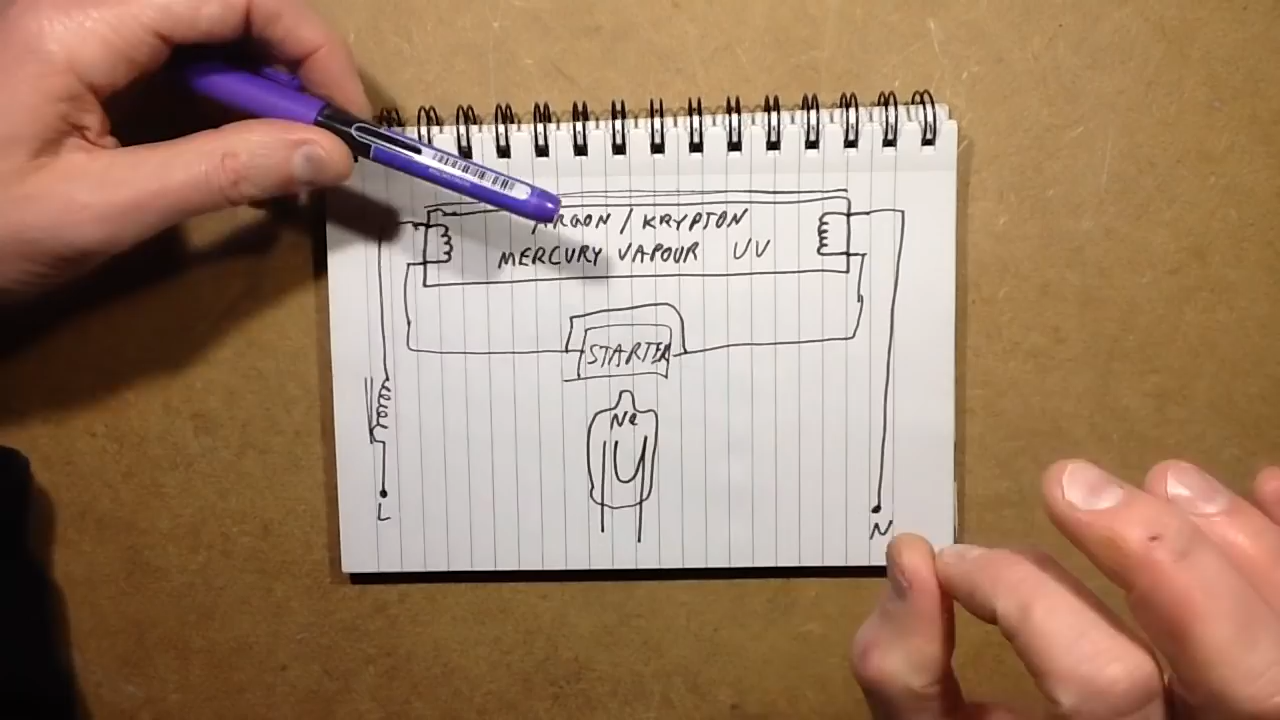 ARGON / KRYPTON
MERCURY VAPOUR UV
STARTER
Ne
L
N